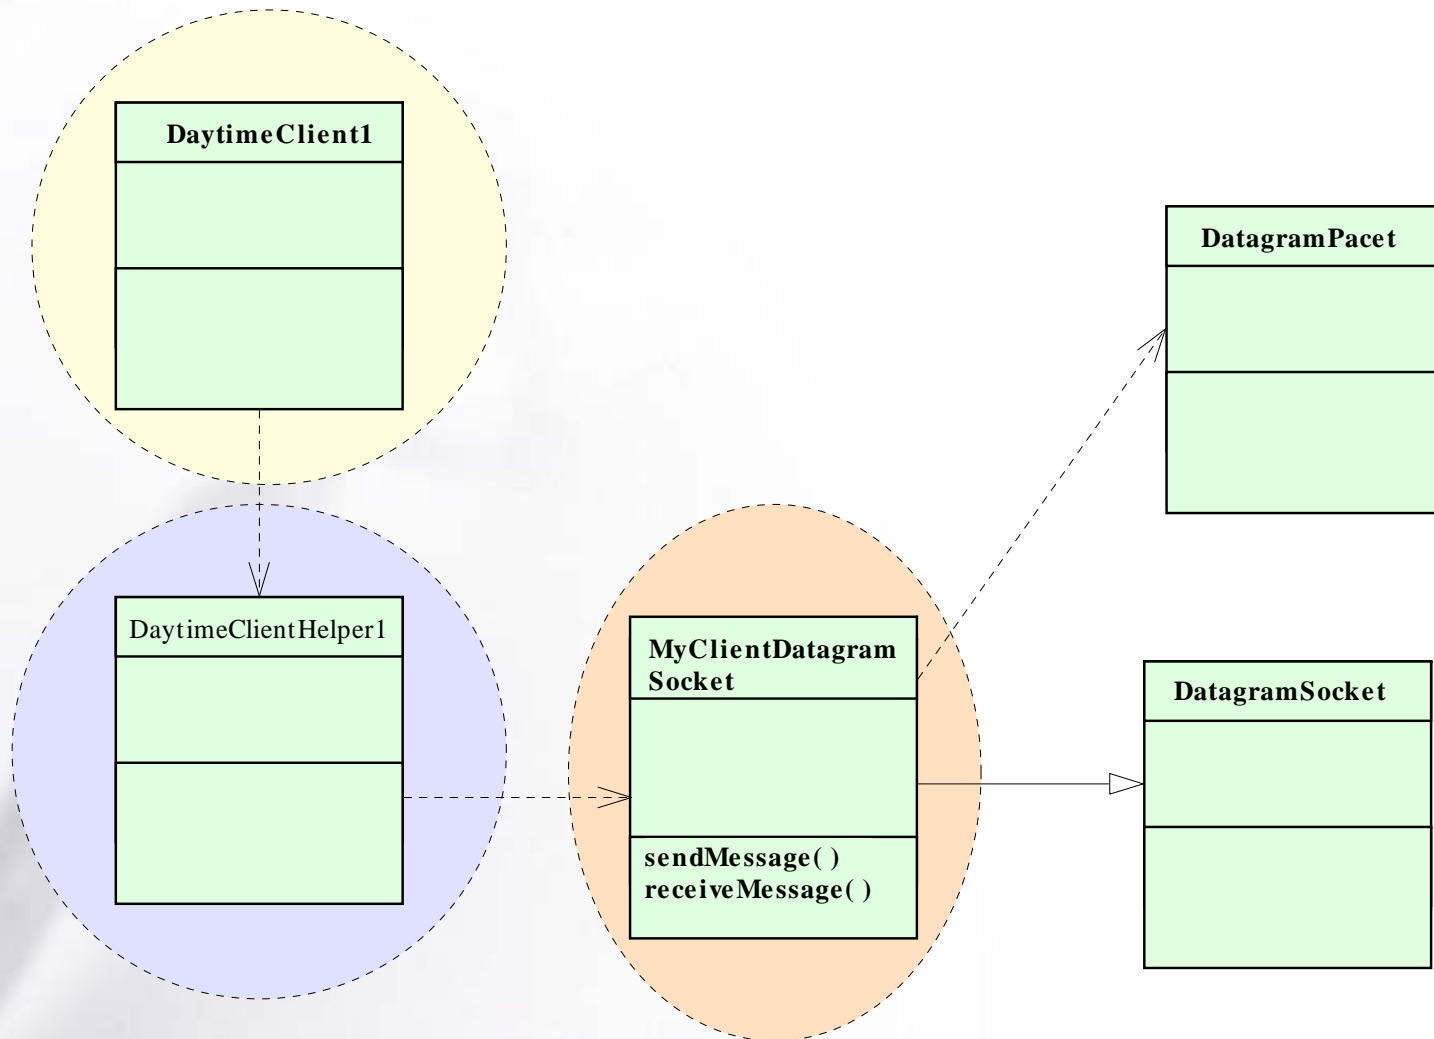 DaytimeClient1
DatagramPacet
DaytimeClientHelper1
MyClientDatagram
Socket
DatagramSocket
sendMessage( )
receiveMessage( )